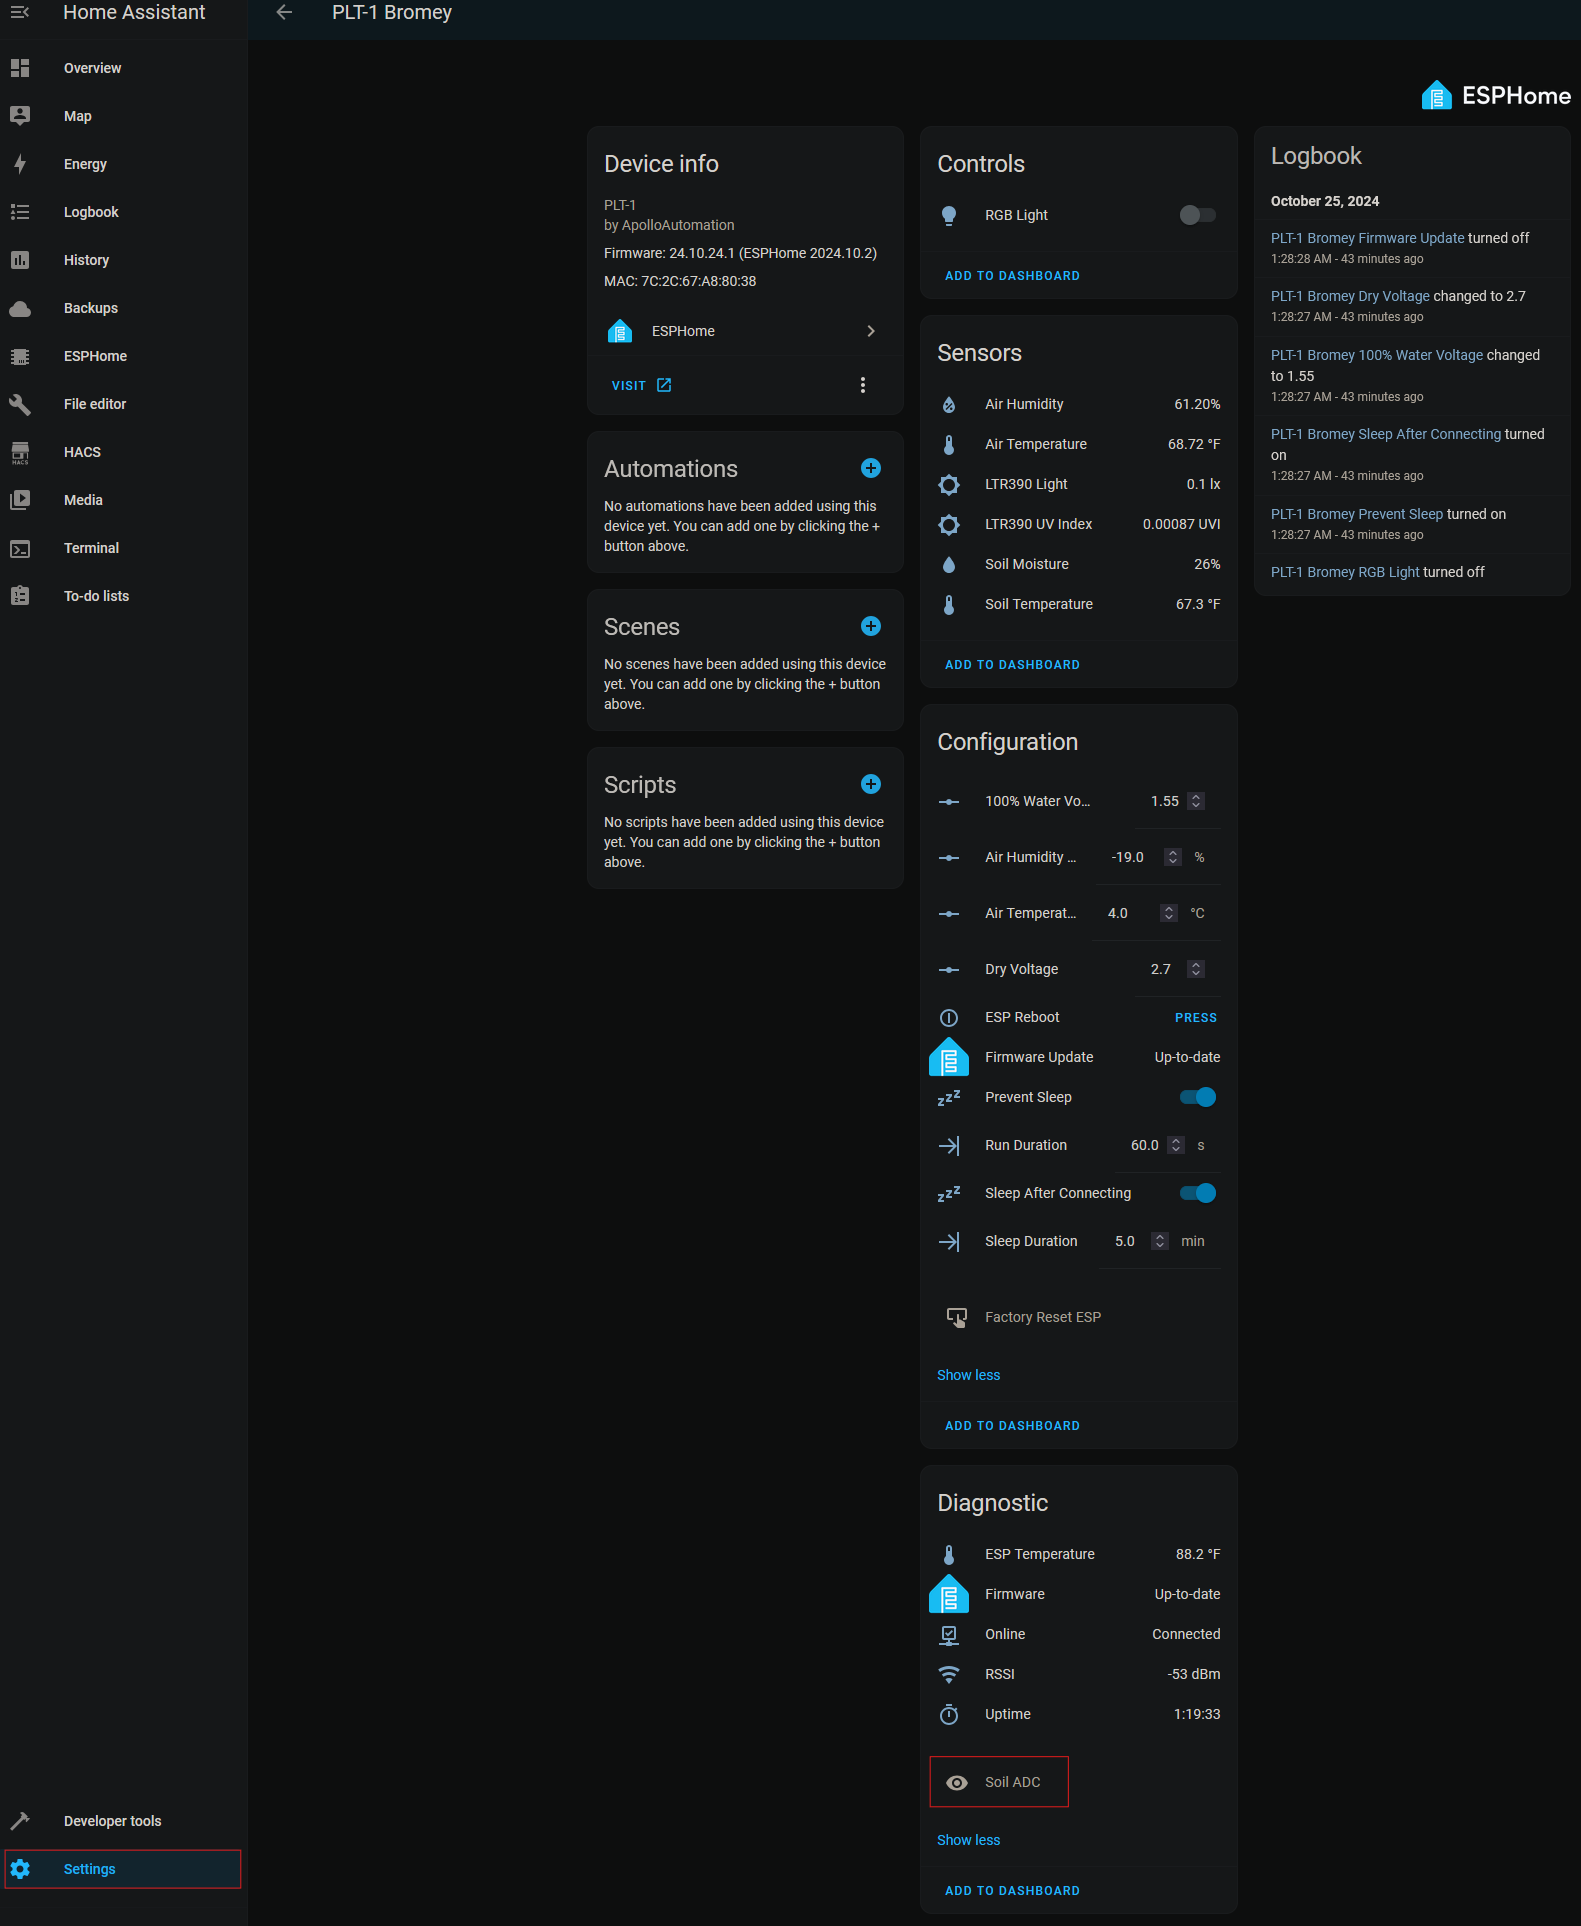 Home Assistant
PLT-1 Bromey
Overview
Map
Energy
Logbook
History
Backups
ESPHome
File editor
HACS
HACS
Media
Terminal
To-do lists
Developer tools
Settings
ESPHome
Device info
PLT-1
by ApolloAutomation
Firmware: 24.10.24.1 (ESPHome 2024.10.2)
MAC: 7C:2C:67:A8:80:38
ESPHome
VISIT
Automations
No automations have been added using this
device yet. You can add one by clicking the +
button above.
Scenes
No scenes have been added using this device
yet. You can add one by clicking the + button
above.
Scripts
No scripts have been added using this device
yet. You can add one by clicking the + button
above.
Controls
RGB Light
ADD TO DASHBOARD
Sensors
Air Humidity 61.20%
Air Temperature 68.72 °F
LTR390 Light 0.1 lx
LTR390 UV Index 0.00087 UVI
Soil Moisture 26%
Soil Temperature 67.3 °F
ADD TO DASHBOARD
Configuration
100% Water Vo... 1.55
Air Humidity ... -19.0 %
Air Temperat... 4.0 °C
Dry Voltage 2.7
ESP Reboot PRESS
Firmware Update Up-to-date
Prevent Sleep
Run Duration 60.0 s
Sleep After Connecting
Sleep Duration 5.0 min
Factory Reset ESP
Show less
ADD TO DASHBOARD
Diagnostic
ESP Temperature 88.2 °F
Firmware Up-to-date
Online Connected
RSSI -53 dBm
Uptime 1:19:33
Soil ADC
Show less
ADD TO DASHBOARD
Logbook
October 25, 2024
PLT-1 Bromey Firmware Update turned off
1:28:28 AM - 43 minutes ago
PLT-1 Bromey Dry Voltage changed to 2.7
1:28:27 AM - 43 minutes ago
PLT-1 Bromey 100% Water Voltage changed
to 1.55
1:28:27 AM - 43 minutes ago
PLT-1 Bromey Sleep After Connecting turned
on
1:28:27 AM - 43 minutes ago
PLT-1 Bromey Prevent Sleep turned on
1:28:27 AM - 43 minutes ago
PLT-1 Bromey RGB Light turned off